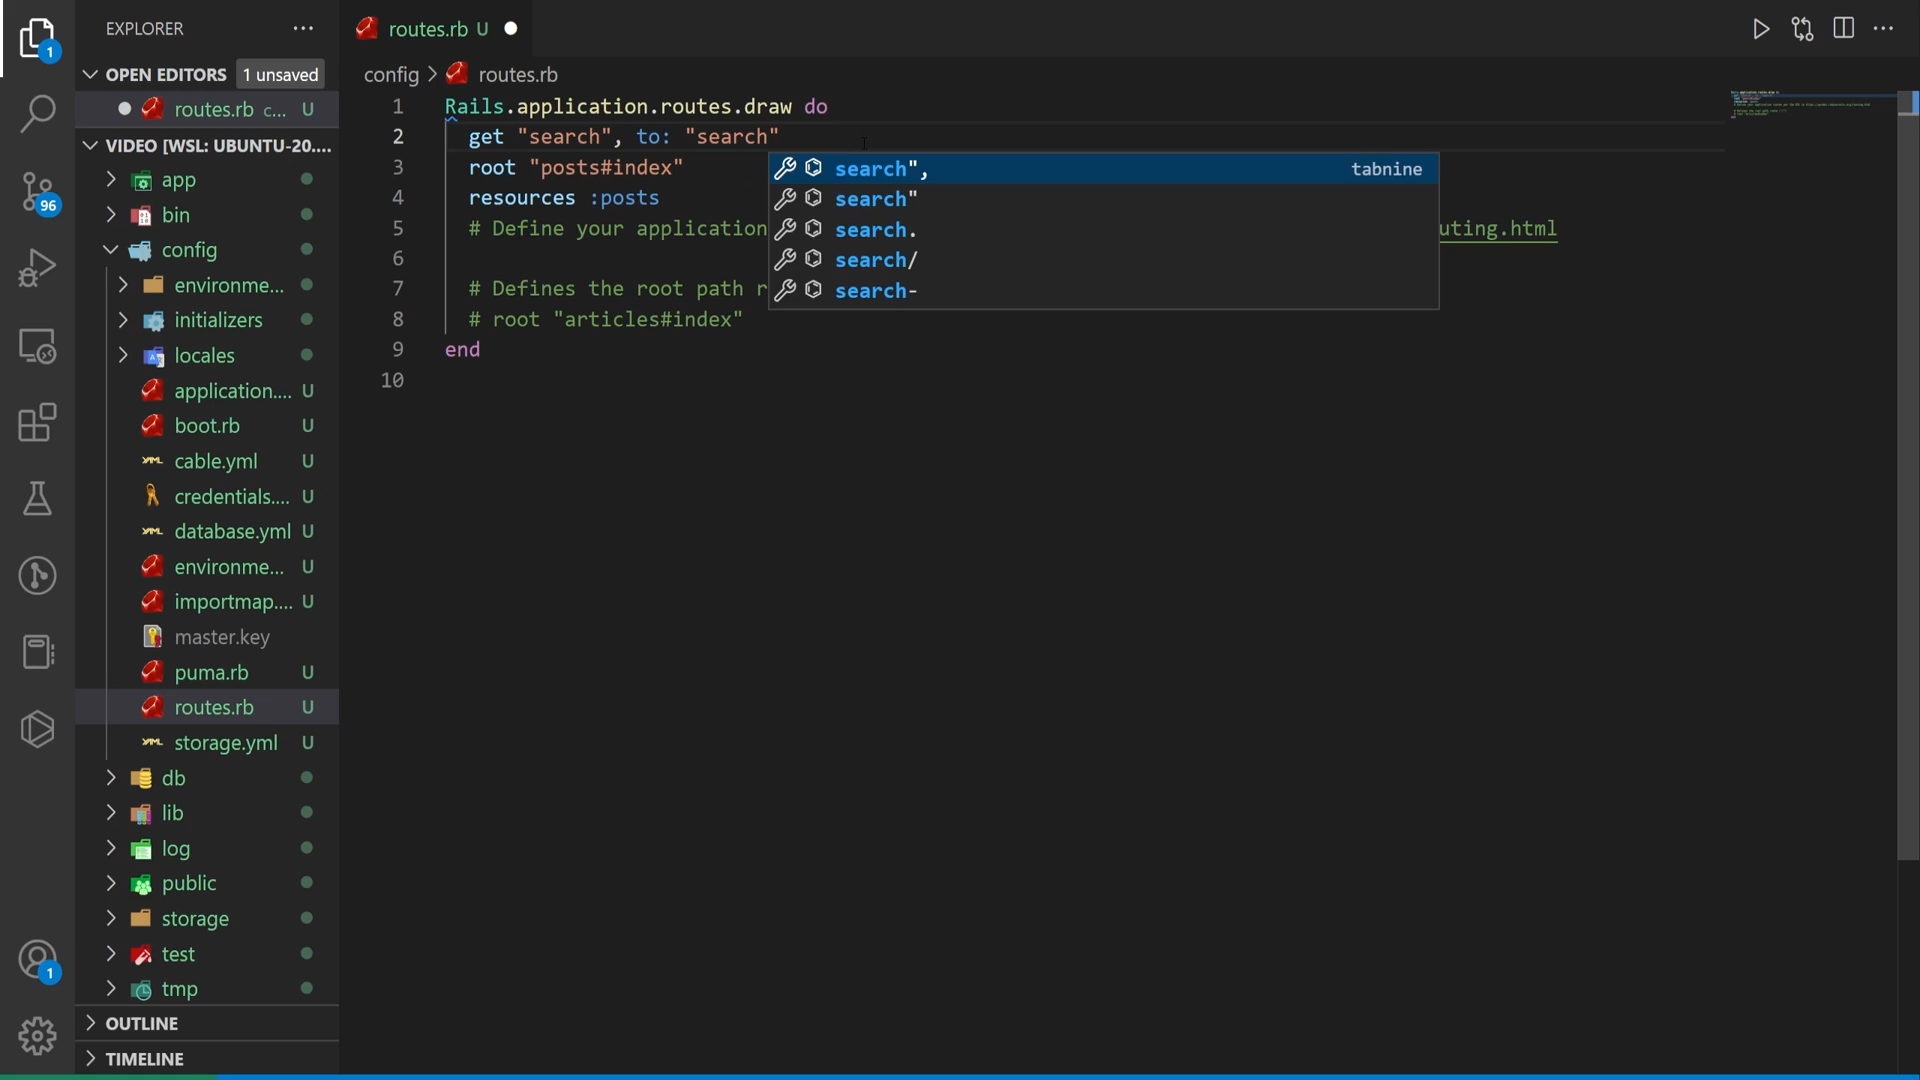 EXPLORER
OPEN EDITORS 1 unsaved
routes.rb c... U
VIDEO [WSL: UBUNTU-20....
app
bin
config
environme...
initializers
locales
application.... U
boot.rb U
cable.yml U
credentials.... U
database.yml U
environme... U
importmap.... U
master.key
puma.rb U
routes.rb U
storage.yml U
db
lib
log
public
storage
test
tmp
OUTLINE
TIMELINE
1
96
1
routes.rb U
config > routes.rb
1 Rails.application.routes.draw do
2 get "search", to: "search"
3 root "posts#index"
4 resources :posts
5 # Define your application uting.html
6
7 # Defines the root path r
8 # root "articles#index"
9 end
10
search", tabnine
search"
search.
search/
search-